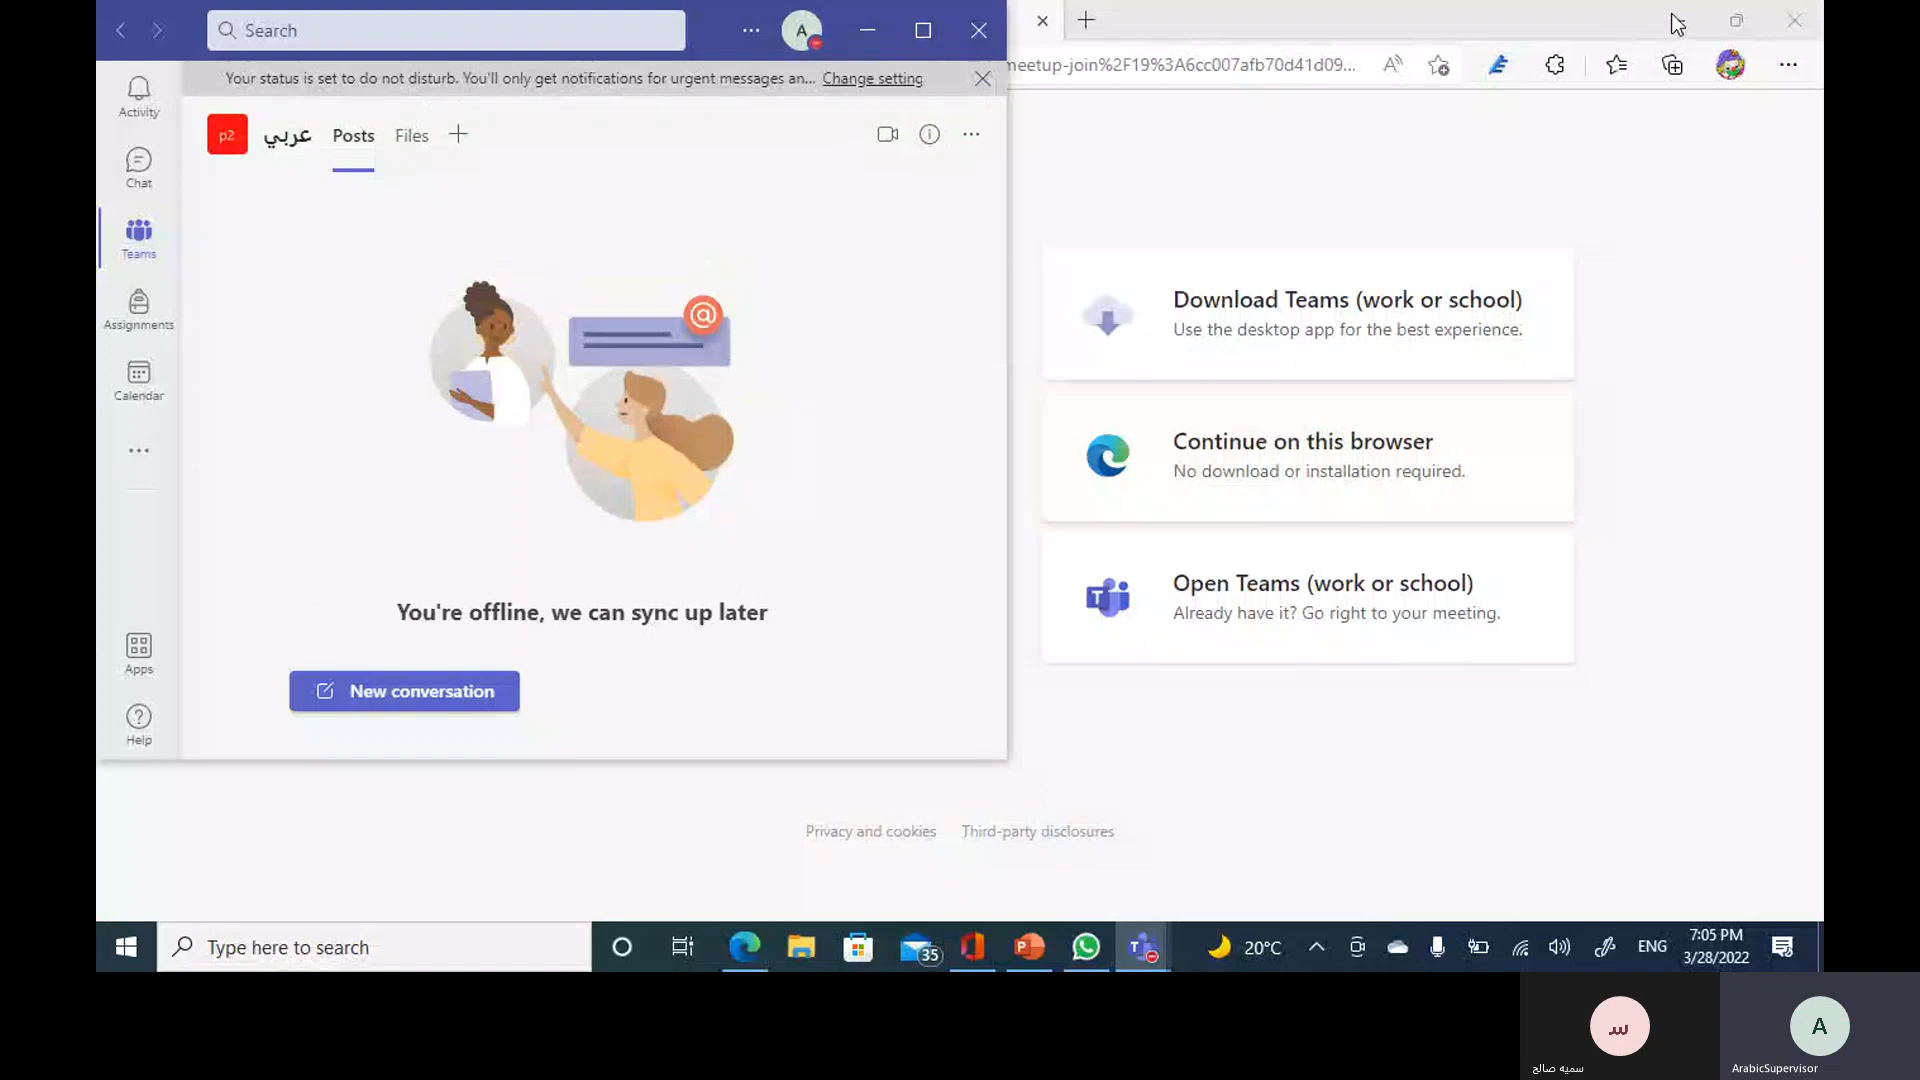 Search
A
meetup-join%2F19%3A6cc007afb70d41d09...
Your status is set to do not disturb. You'll only get notifications for urgent messages an... Change setting
Activity
Chat
Teams
Assignments
Calendar
Apps
Help
p2 عربي Posts Files
@
You're offline, we can sync up later
New conversation
Download Teams (work or school)
Use the desktop app for the best experience.
Continue on this browser
No download or installation required.
Open Teams (work or school)
Already have it? Go right to your meeting.
Privacy and cookies Third-party disclosures
Type here to search
35
20°C
ENG
7:05 PM
3/28/2022
س
سميه صالح
A
ArabicSupervisor